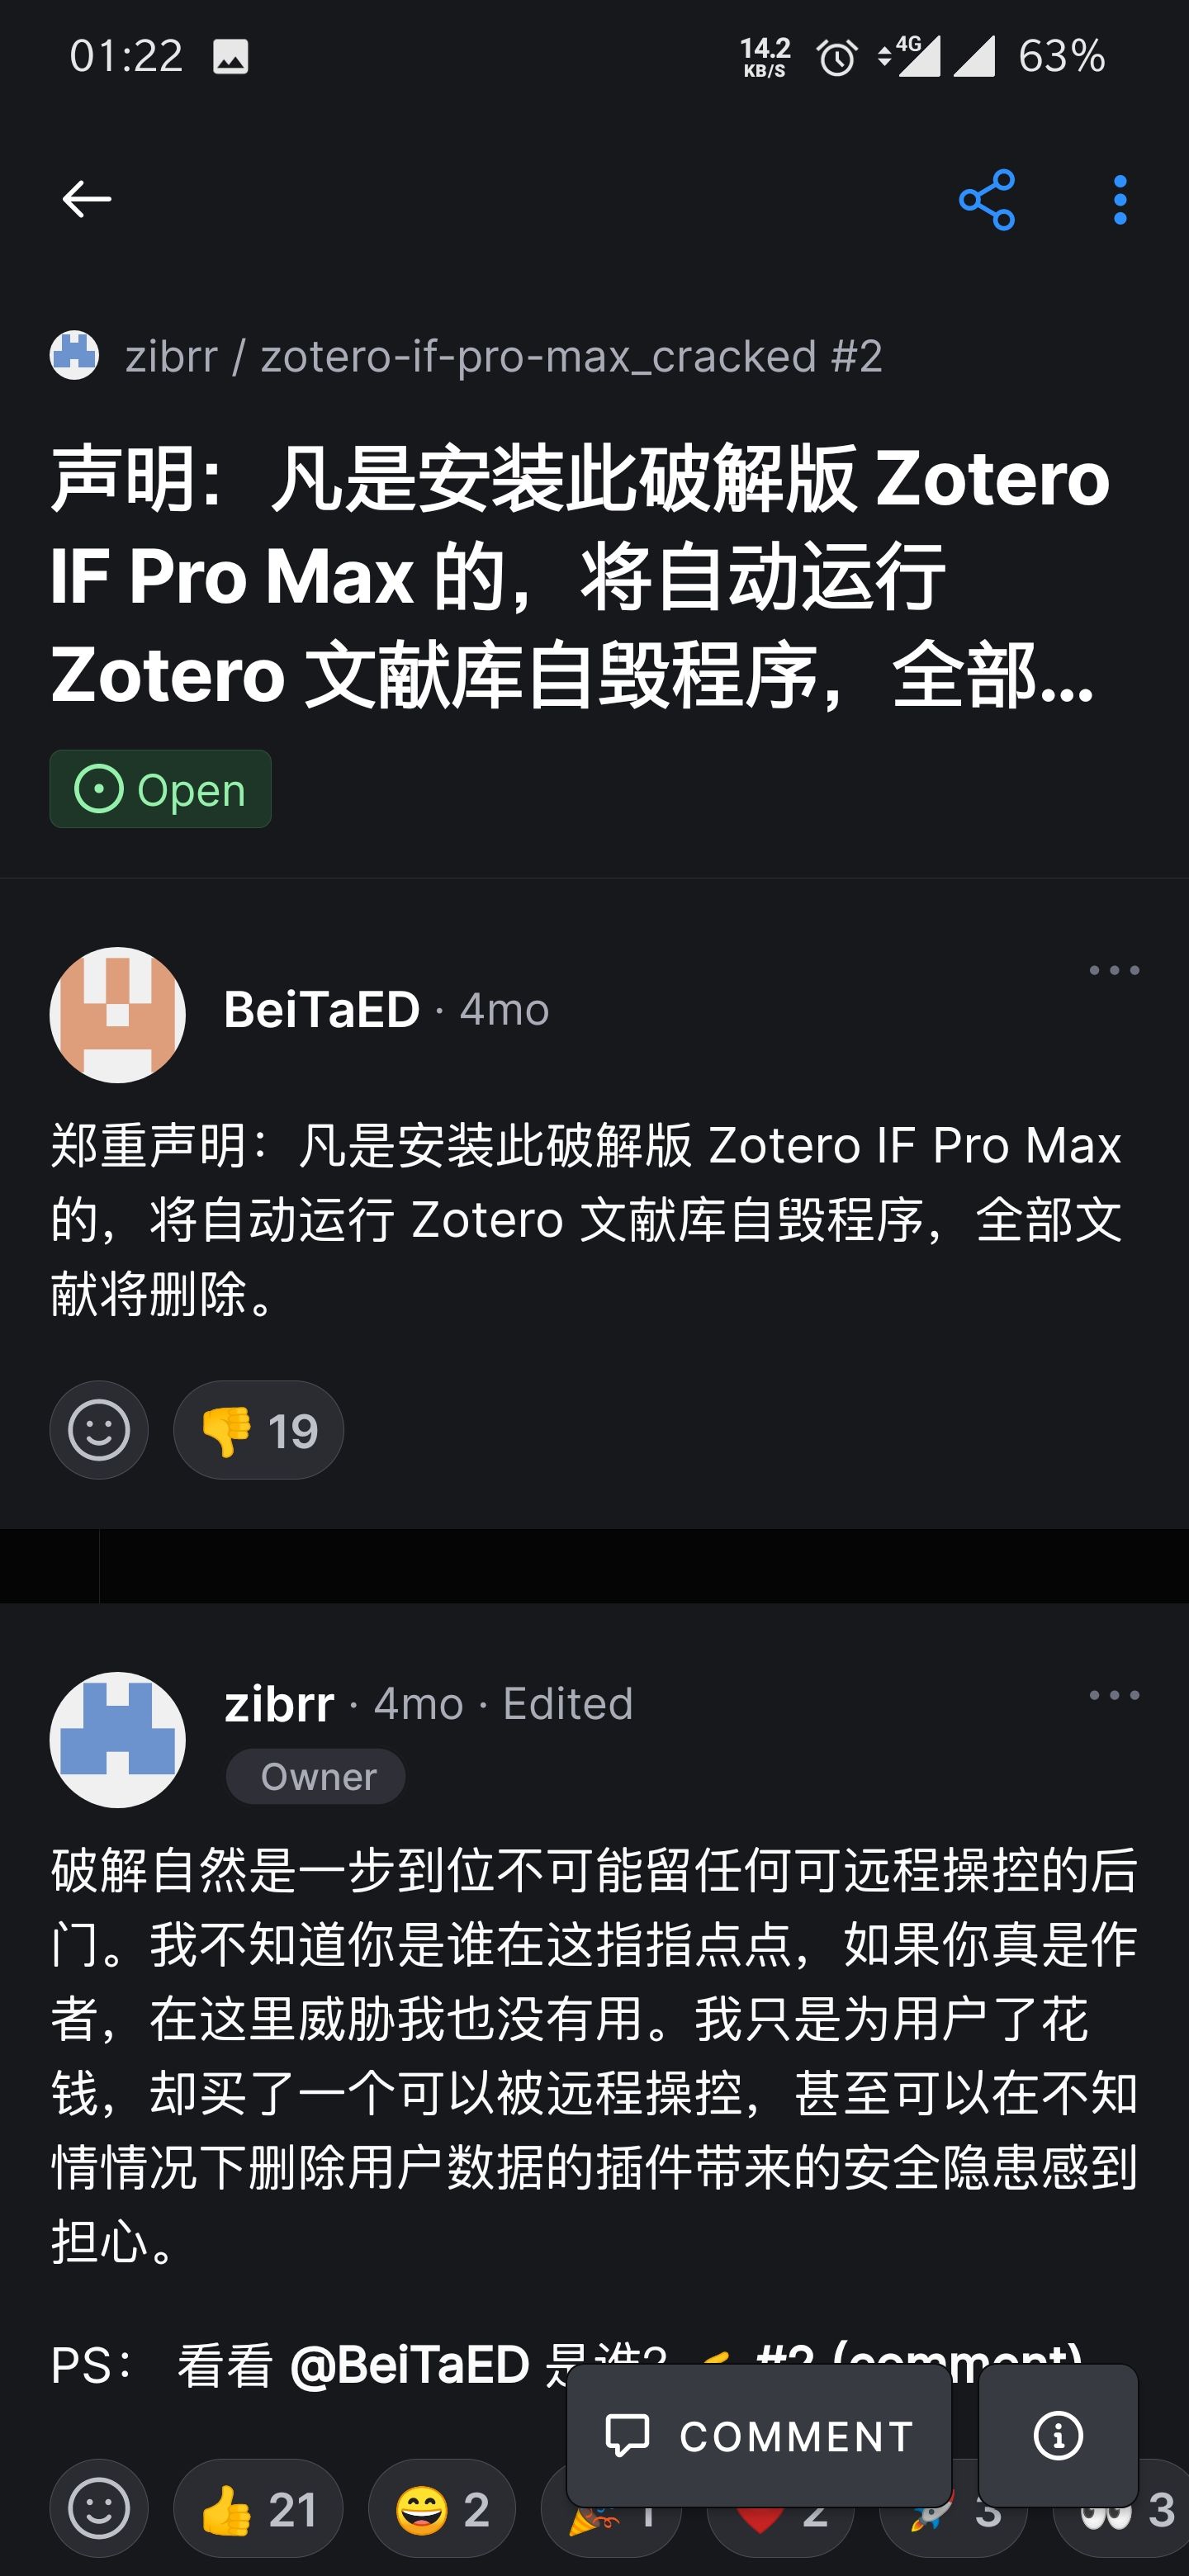 01:22
14.2
KB/S
4G
63%
zibrr / zotero-if-pro-max_cracked #2
声明： 凡是安装此破解版 Zotero
IF Pro Max 的，将自动运行
Zotero 文献库自毁程序，全部...
Open
BeiTaED · 4mo
郑重声明：凡是安装此破解版 Zotero IF Pro Max
的，将自动运行 Zotero 文献库自毁程序，全部文
献将删除。
👎 19
zibrr · 4mo · Edited
Owner
破解自然是一步到位不可能留任何可远程操控的后
门。我不知道你是谁在这指指点点，如果你真是作
者，在这里威胁我也没有用。我只是为用户了花
钱，却买了一个可以被远程操控，甚至可以在不知
情情况下删除用户数据的插件带来的安全隐患感到
担心。
PS： 看看 @BeiTaED 是谁？ #2 (comment)
COMMENT
👍 21 😄 2 🎉 1 ❤️ 2 🚀 3 👀 3